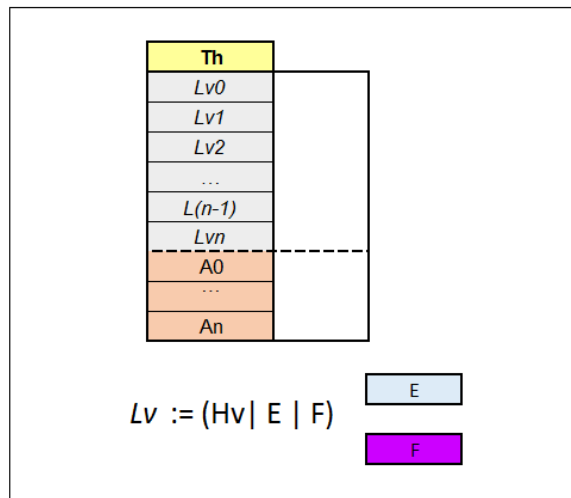 Th
Lv0
Lv1
Lv2
...
L(n-1)
Lvn
A0
...
An
E
Lv := (Hv| E | F)
F